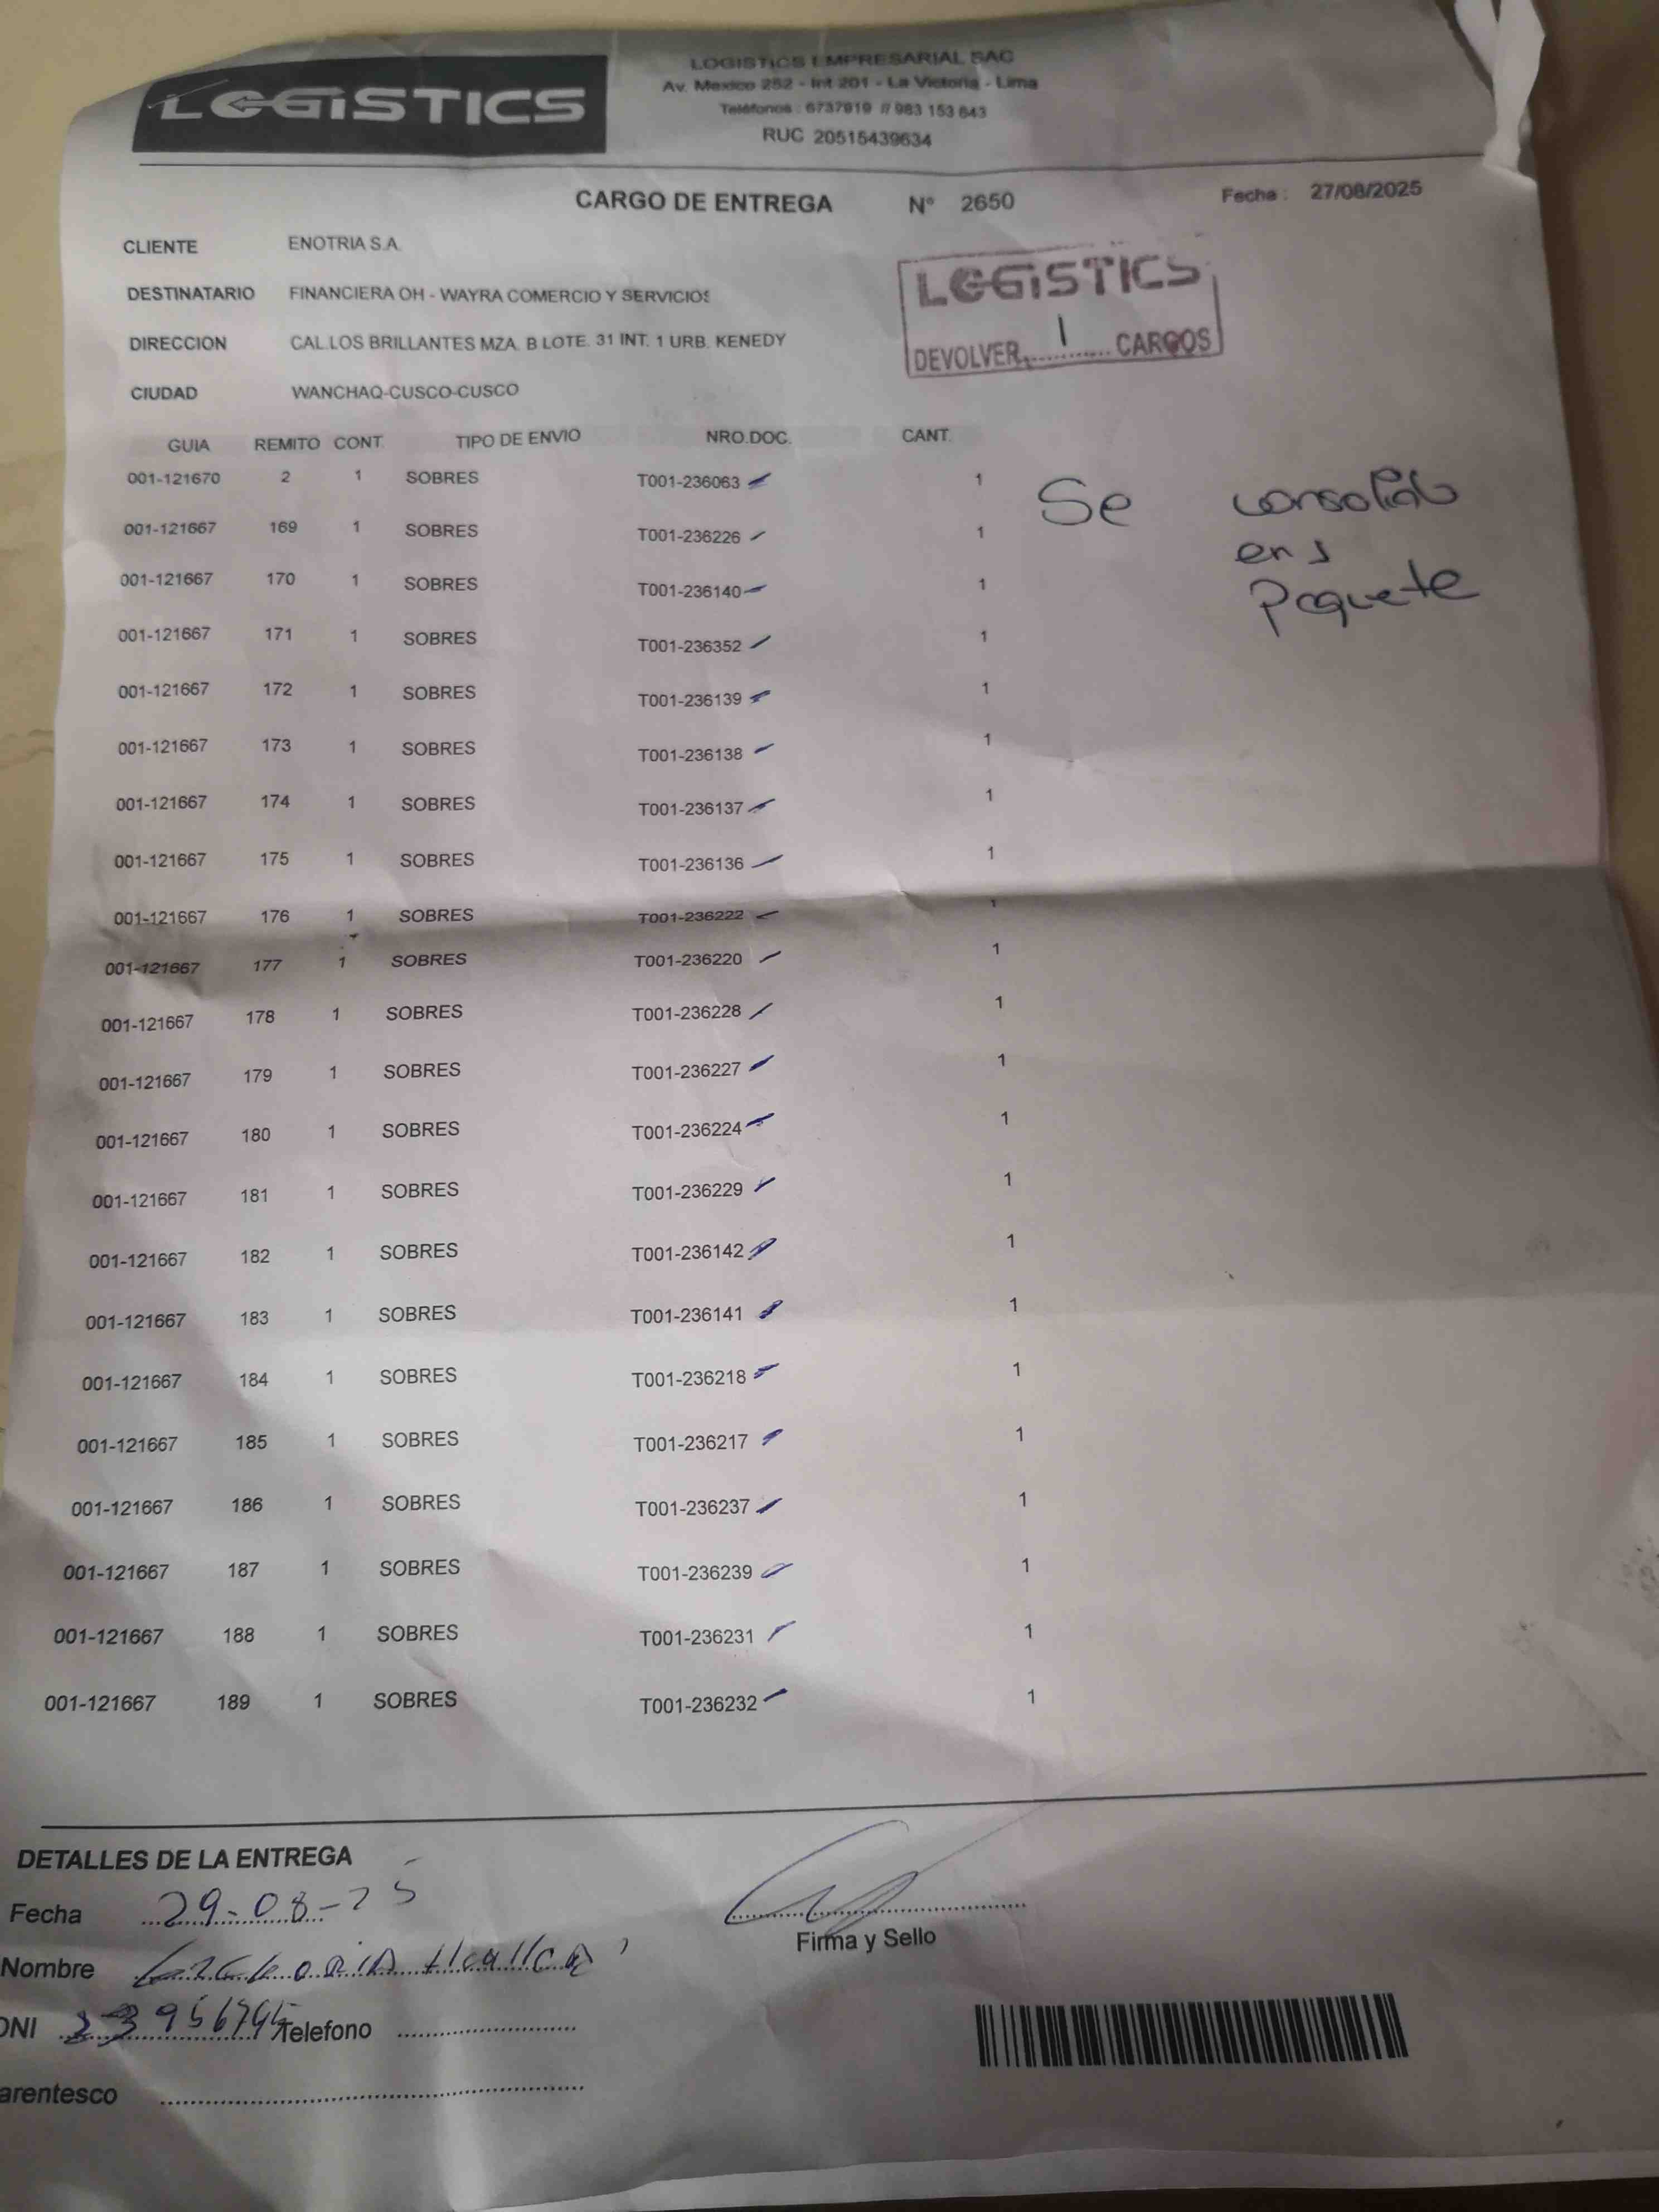 LOGISTICS
LOGISTICS EMPRESARIAL SAC
Av. Mexico 252 - Int 201 - La Victoria - Lima
Teléfonos : 6737919 // 983 153 643
RUC 20515439634
CARGO DE ENTREGA N° 2650 Fecha : 27/08/2025
CLIENTE ENOTRIA S.A.
DESTINATARIO FINANCIERA OH - WAYRA COMERCIO Y SERVICIOS
DIRECCION CAL.LOS BRILLANTES MZA. B LOTE. 31 INT. 1 URB. KENEDY
CIUDAD WANCHAQ-CUSCO-CUSCO
LOGISTICS
DEVOLVER 1 CARGOS
GUIA REMITO CONT. TIPO DE ENVIO NRO.DOC. CANT.
001-121670 2 1 SOBRES T001-236063 1
001-121667 169 1 SOBRES T001-236226 1
001-121667 170 1 SOBRES T001-236140 1
001-121667 171 1 SOBRES T001-236352 1
001-121667 172 1 SOBRES T001-236139 1
001-121667 173 1 SOBRES T001-236138 1
001-121667 174 1 SOBRES T001-236137 1
001-121667 175 1 SOBRES T001-236136 1
001-121667 176 1 SOBRES T001-236222 1
001-121667 177 1 SOBRES T001-236220 1
001-121667 178 1 SOBRES T001-236228 1
001-121667 179 1 SOBRES T001-236227 1
001-121667 180 1 SOBRES T001-236224 1
001-121667 181 1 SOBRES T001-236229 1
001-121667 182 1 SOBRES T001-236142 1
001-121667 183 1 SOBRES T001-236141 1
001-121667 184 1 SOBRES T001-236218 1
001-121667 185 1 SOBRES T001-236217 1
001-121667 186 1 SOBRES T001-236237 1
001-121667 187 1 SOBRES T001-236239 1
001-121667 188 1 SOBRES T001-236231 1
001-121667 189 1 SOBRES T001-236232 1
Se consolido
en 1
Paquete
DETALLES DE LA ENTREGA
Fecha 29-08-25
Firma y Sello
Nombre
DNI Telefono
arentesco